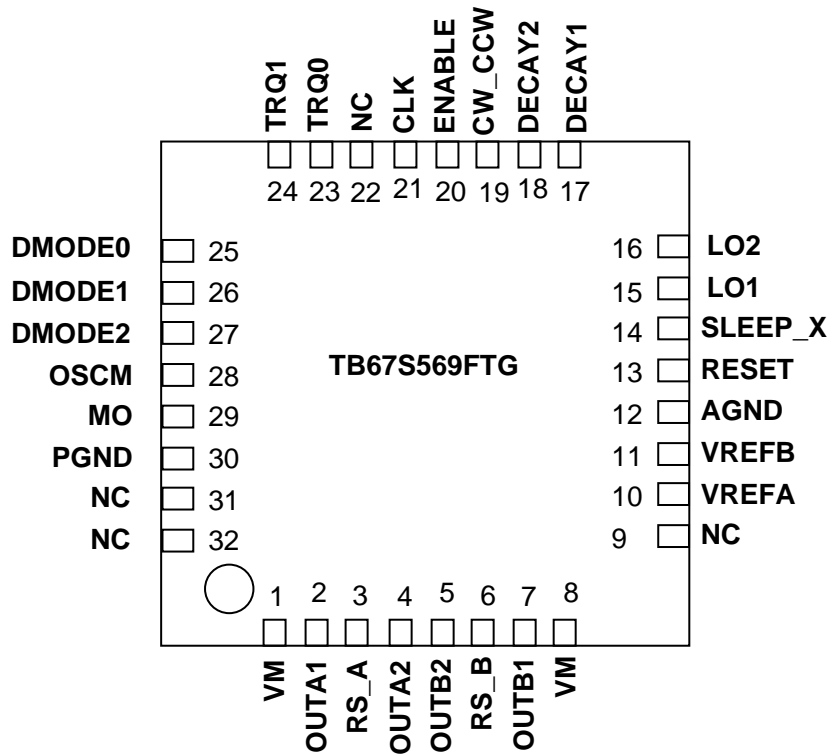 TRQ1
TRQ0
NC
CLK
ENABLE
CW_CCW
DECAY2
DECAY1
24 23 22 21 20 19 18 17
DMODE0 25
DMODE1 26
DMODE2 27
OSCM 28
MO 29
PGND 30
NC 31
NC 32
TB67S569FTG
16 LO2
15 LO1
14 SLEEP_X
13 RESET
12 AGND
11 VREFB
10 VREFA
9 NC
1 2 3 4 5 6 7 8
VM
OUTA1
RS_A
OUTA2
OUTB2
RS_B
OUTB1
VM